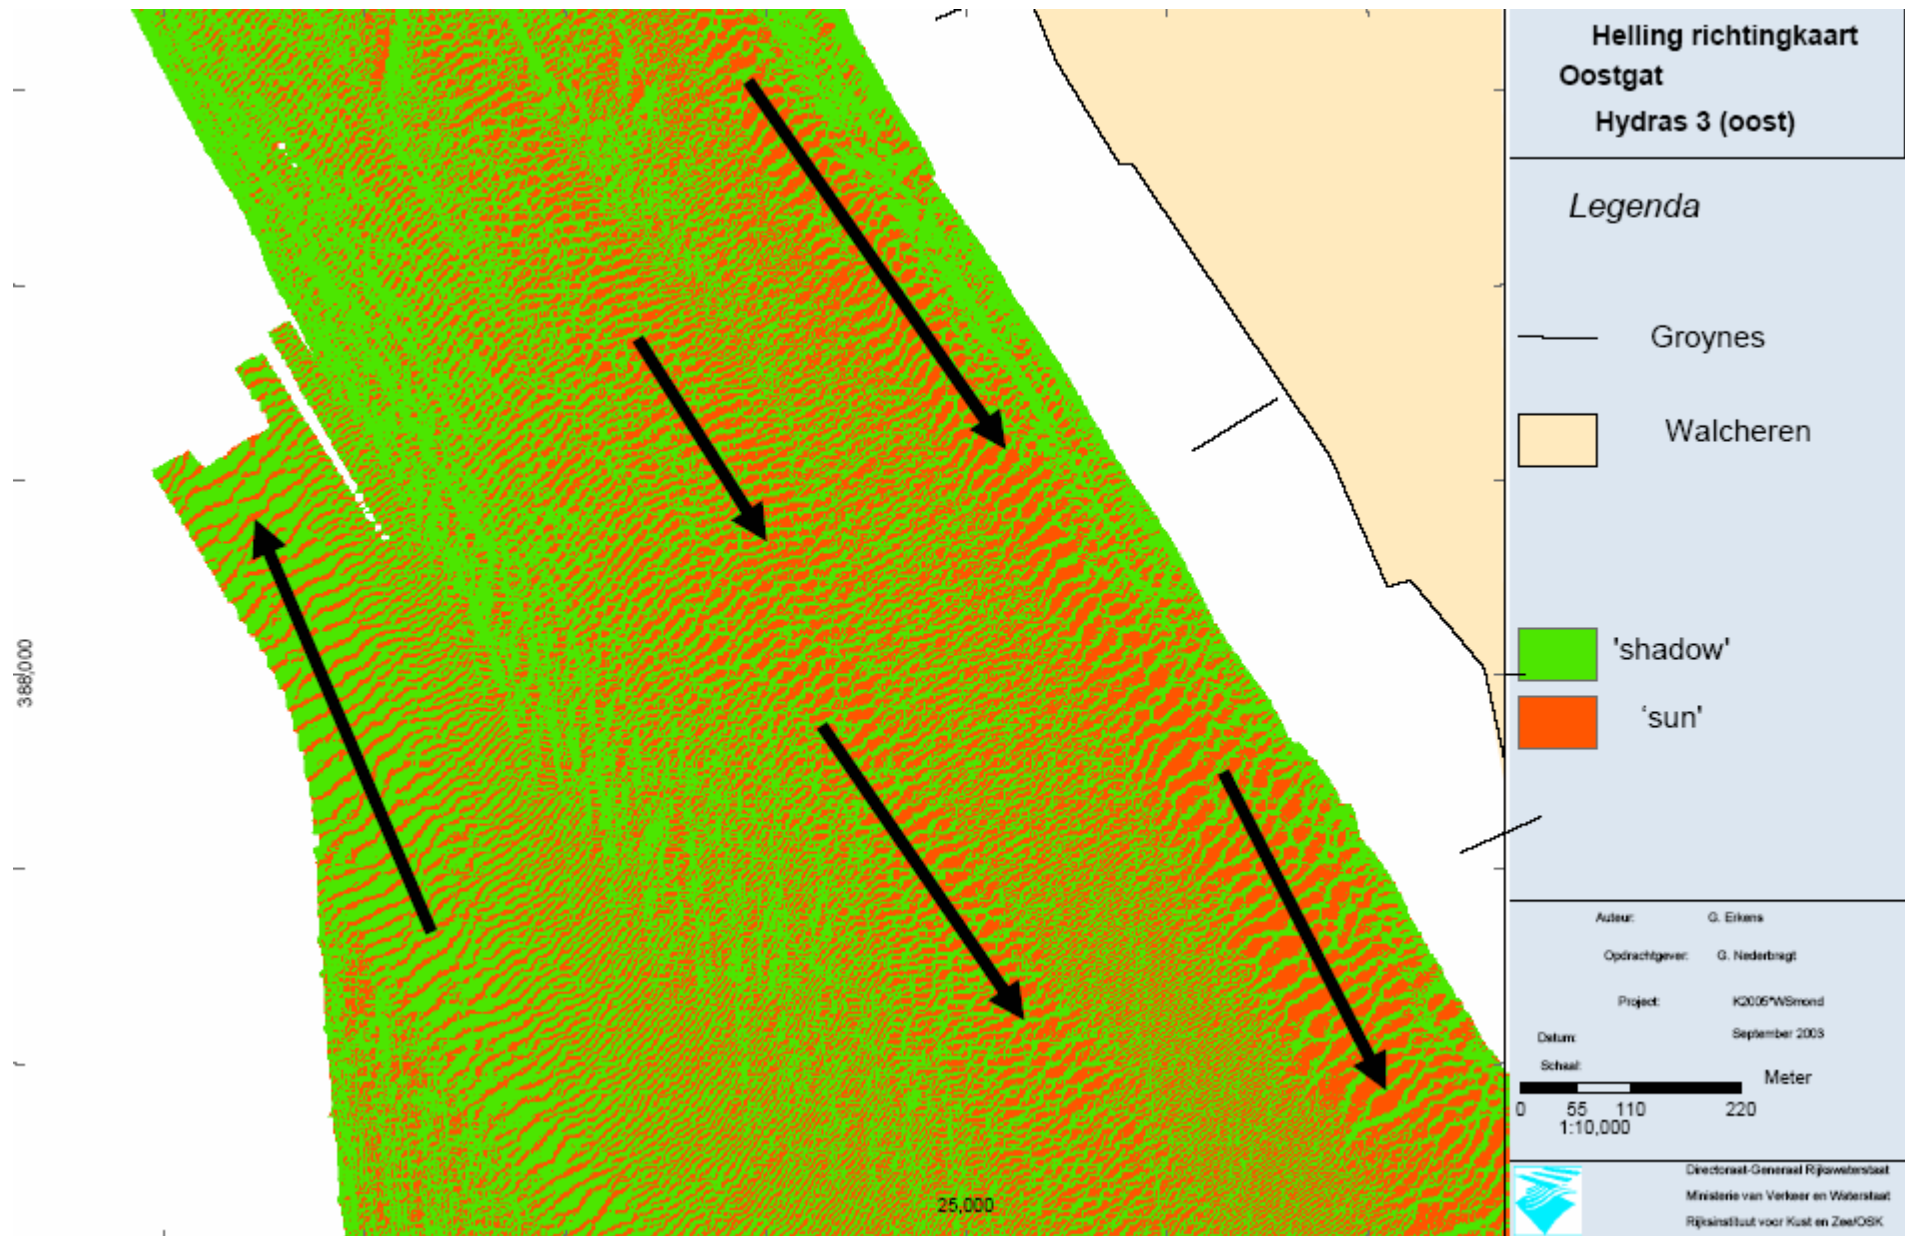 Helling richtingkaart
Oostgat
Hydras 3 (oost)
Legenda
Groynes
Walcheren
'shadow'
‘sun'
388,000
25,000
Auteur: G. Erkens
Opdrachtgever: G. Nederbragt
Project: K2005*WSmond
Datum: September 2003
Schaal:
Meter
0 55 110 220
1:10,000
Directoraat-Generaal Rijkswaterstaat
Ministerie van Verkeer en Waterstaat
Rijksinstituut voor Kust en Zee/OSK